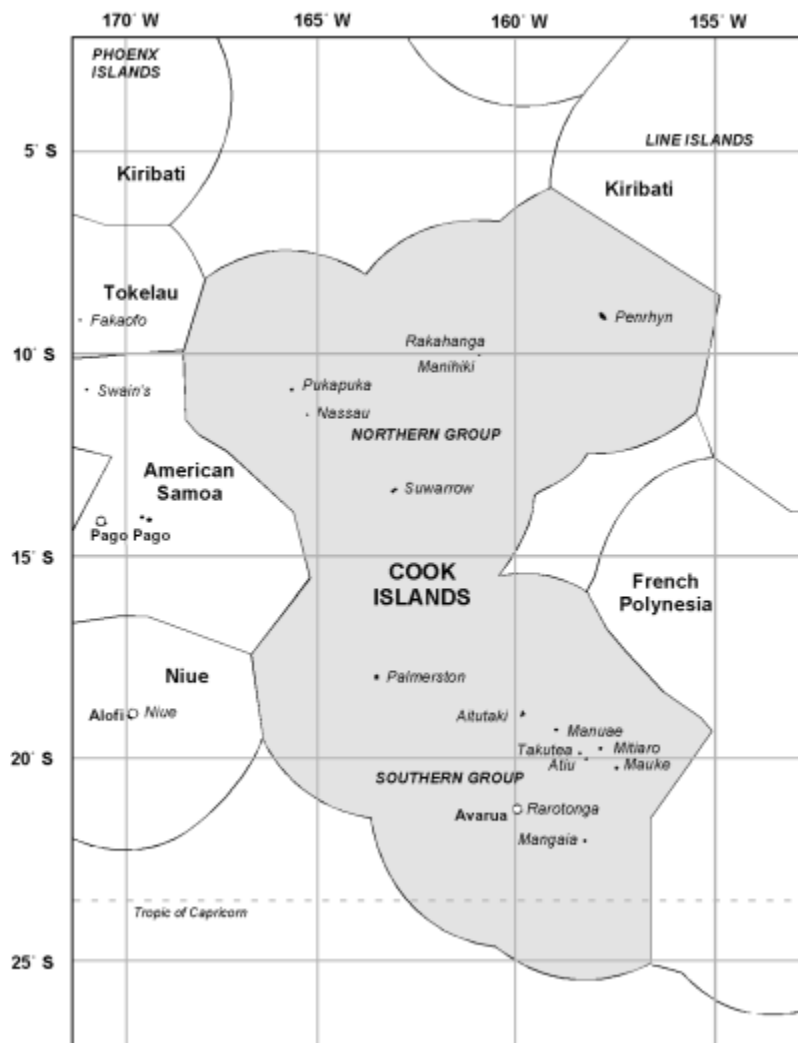 170° W
165° W
160° W
155° W
PHOENX
ISLANDS
5° S
LINE ISLANDS
Kiribati
Kiribati
Tokelau
Fakaofo
Penrhyn
Rakahanga
10° S
Manihiki
Swain's
Pukapuka
Nassau
NORTHERN GROUP
American
Samoa
Suwarrow
Pago Pago
15° S
COOK
ISLANDS
French
Polynesia
Niue
Palmerston
Alofi
Niue
Aitutaki
Manuae
Takutea
Mitiaro
20° S
Atiu
Mauke
SOUTHERN GROUP
Avarua
Rarotonga
Mangaia
Tropic of Capricorn
25° S